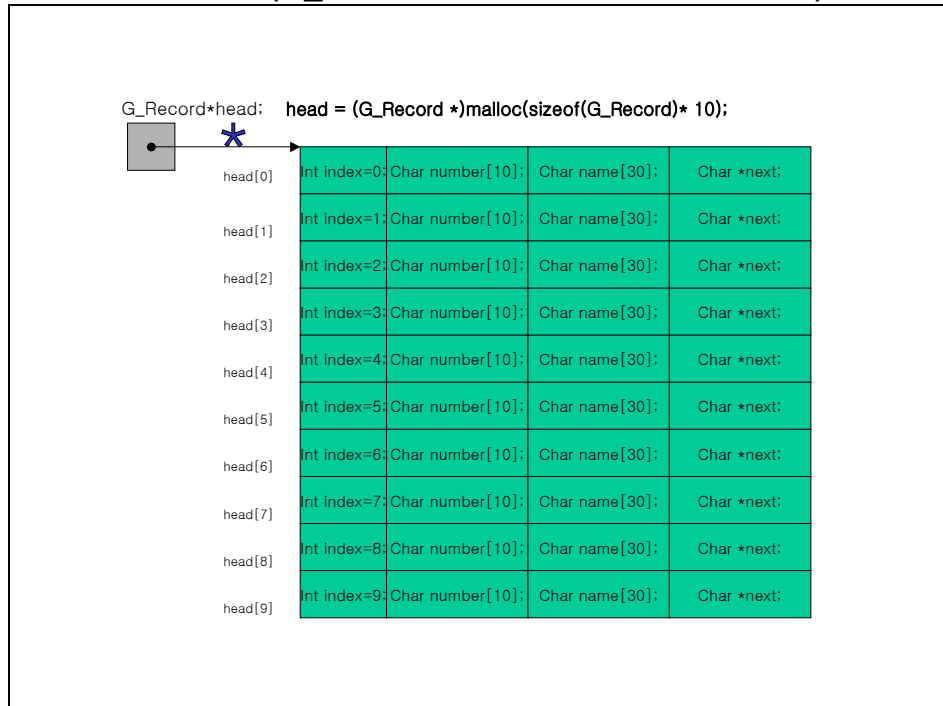 G_Record*head; head = (G_Record *)malloc(sizeof(G_Record)* 10);
*
head[0] Int index=0; Char number[10]; Char name[30]; Char *next;
head[1] Int index=1; Char number[10]; Char name[30]; Char *next;
head[2] Int index=2; Char number[10]; Char name[30]; Char *next;
head[3] Int index=3; Char number[10]; Char name[30]; Char *next;
head[4] Int index=4; Char number[10]; Char name[30]; Char *next;
head[5] Int index=5; Char number[10]; Char name[30]; Char *next;
head[6] Int index=6; Char number[10]; Char name[30]; Char *next;
head[7] Int index=7; Char number[10]; Char name[30]; Char *next;
head[8] Int index=8; Char number[10]; Char name[30]; Char *next;
head[9] Int index=9; Char number[10]; Char name[30]; Char *next;